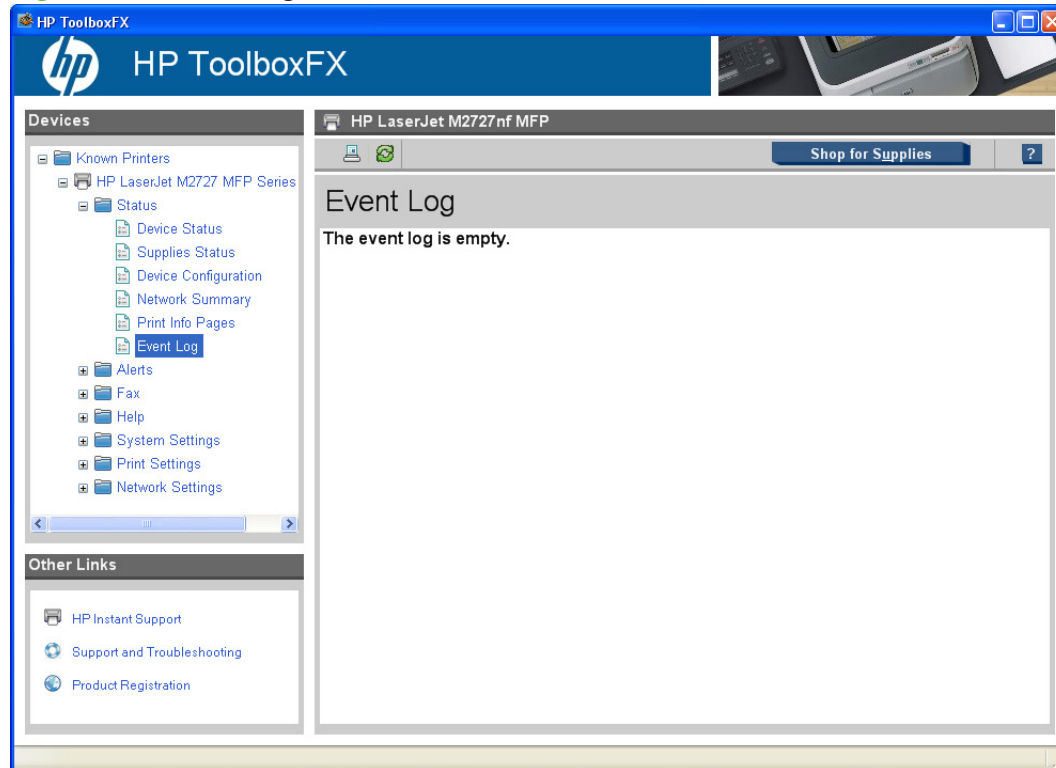 HP ToolboxFX
hp HP ToolboxFX
Devices
Known Printers
HP LaserJet M2727 MFP Series
Status
Device Status
Supplies Status
Device Configuration
Network Summary
Print Info Pages
Event Log
Alerts
Fax
Help
System Settings
Print Settings
Network Settings
Other Links
HP Instant Support
Support and Troubleshooting
Product Registration
HP LaserJet M2727nf MFP
Shop for Supplies ?
Event Log
The event log is empty.